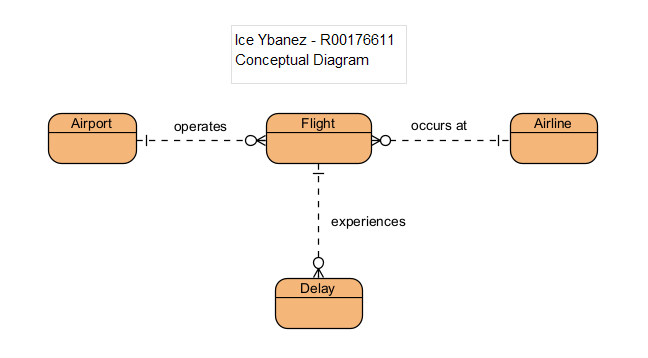 Ice Ybanez - R00176611
Conceptual Diagram
Airport
operates
Flight
occurs at
Airline
experiences
Delay